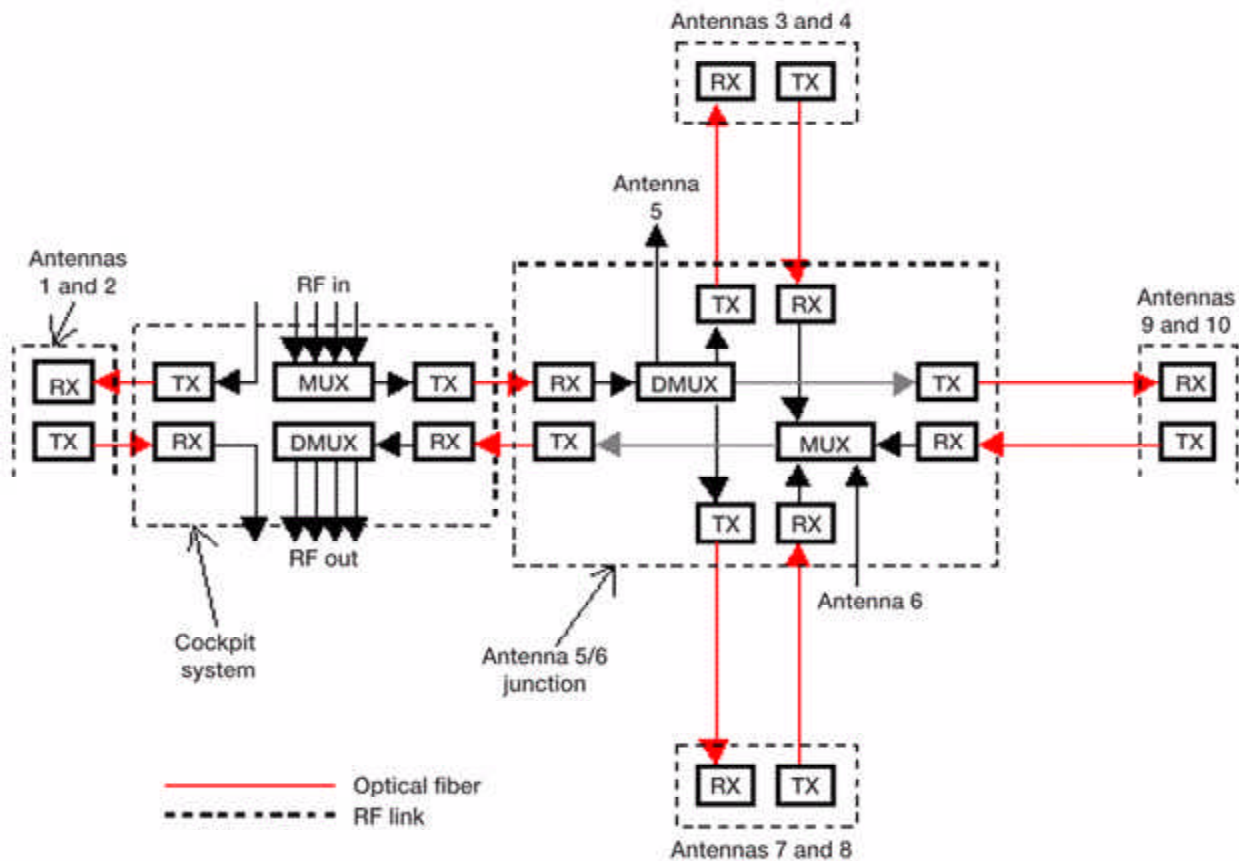 Antennas 3 and 4
RX TX
Antenna
5
Antennas
1 and 2
RF in
TX RX
Antennas
9 and 10
RX TX MUX TX RX DMUX TX RX
TX RX DMUX RX TX MUX RX TX
TX RX
RF out
Antenna 6
Cockpit
system
Antenna 5/6
junction
RX TX
Optical fiber
RF link
Antennas 7 and 8